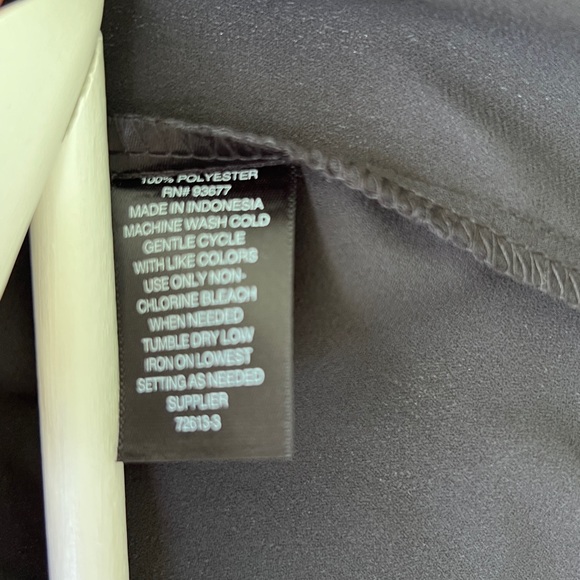 100% POLYESTER
RN# 93677
MADE IN INDONESIA
MACHINE WASH COLD
GENTLE CYCLE
WITH LIKE COLORS
USE ONLY NON-
CHLORINE BLEACH
WHEN NEEDED
TUMBLE DRY LOW
IRON ON LOWEST
SETTING AS NEEDED
SUPPLIER
72613-S